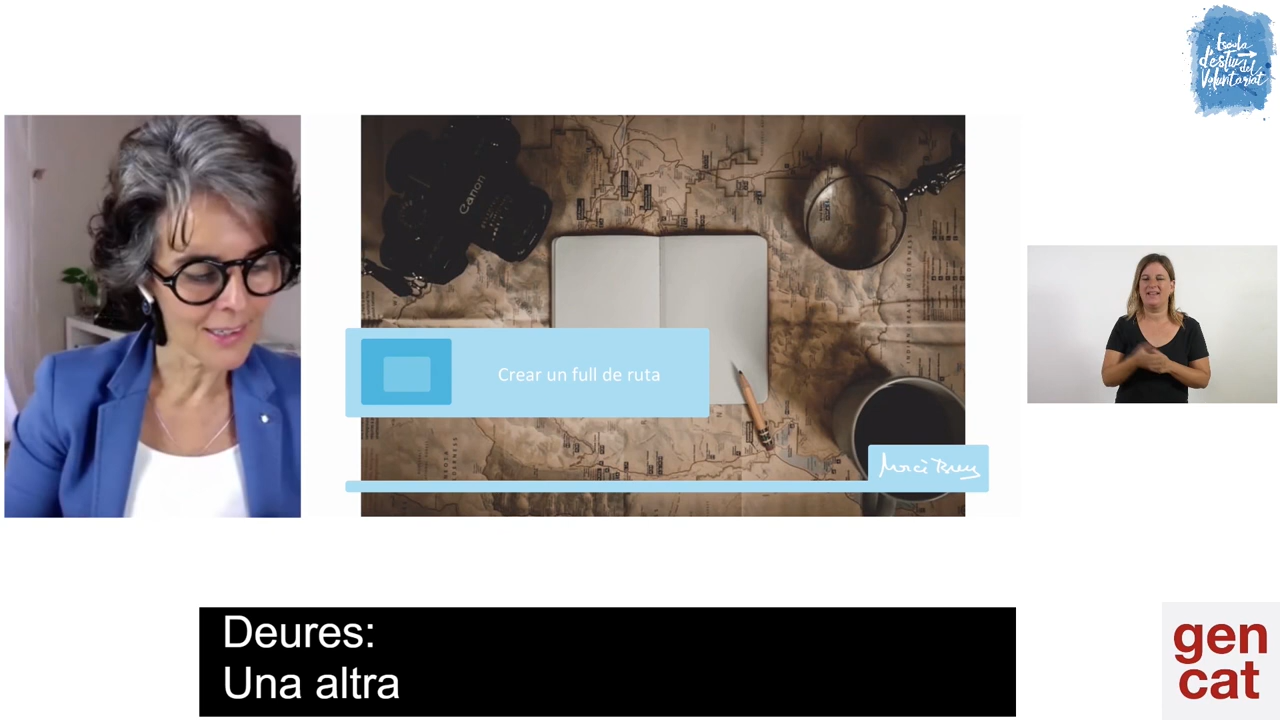 Escola
d'estiu del
Voluntariat
Canon
Crear un full de ruta
Deures:
Una altra
gen
cat